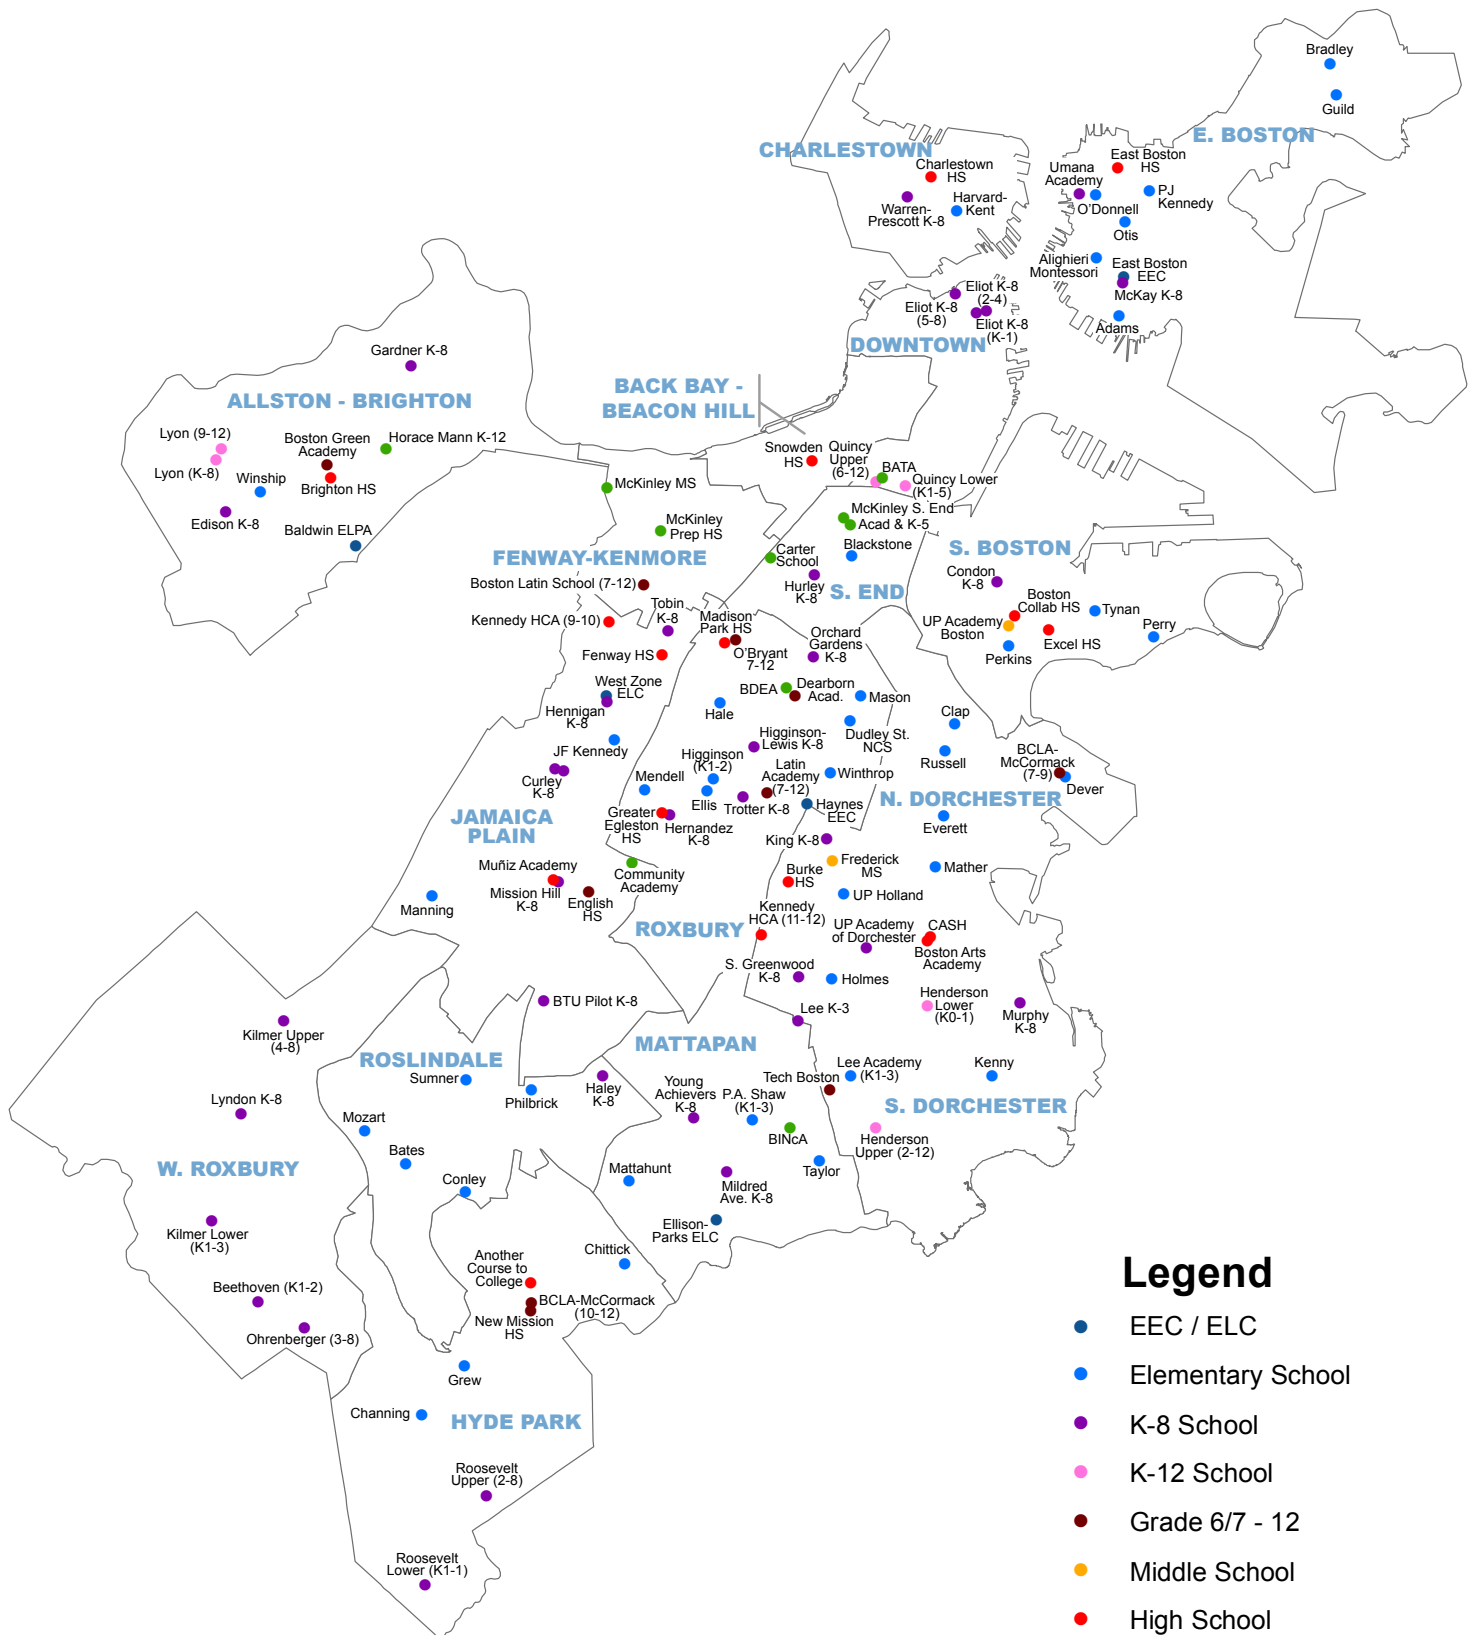 Bradley
Guild
E. BOSTON
CHARLESTOWN
Charlestown
HS
Warren-
Prescott K-8
Harvard-
Kent
Umana
Academy
East Boston
HS
PJ
Kennedy
O'Donnell
Otis
Alighieri
Montessori
East Boston
EEC
McKay K-8
Adams
Eliot K-8
(2-4)
Eliot K-8
(5-8)
Eliot K-8
(K-1)
DOWNTOWN
Gardner K-8
ALLSTON - BRIGHTON
BACK BAY -
BEACON HILL
Lyon (9-12)
Lyon (K-8)
Boston Green
Academy
Horace Mann K-12
Winship
Brighton HS
Edison K-8
Baldwin ELPA
Snowden
HS
Quincy
Upper
(6-12)
BATA
Quincy Lower
(K1-5)
McKinley MS
McKinley
Prep HS
McKinley S. End
Acad & K-5
Blackstone
Carter
School
Hurley
K-8
FENWAY-KENMORE
S. END
S. BOSTON
Boston Latin School (7-12)
Condon
K-8
Boston
Collab HS
UP Academy
Boston
Tynan
Perry
Excel HS
Perkins
Kennedy HCA (9-10)
Tobin
K-8
Madison
Park HS
O'Bryant
7-12
Orchard
Gardens
K-8
Fenway HS
West Zone
ELC
Hennigan
K-8
BDEA
Dearborn
Acad.
Mason
Hale
Dudley St.
NCS
Clap
JF Kennedy
Higginson-
Lewis K-8
Russell
BCLA-
McCormack
(7-9)
Dever
Curley
K-8
Mendell
Higginson
(K1-2)
Ellis
Latin
Academy
(7-12)
Winthrop
Trotter K-8
Haynes
EEC
N. DORCHESTER
JAMAICA
PLAIN
Greater
Egleston
HS
Hernandez
K-8
Everett
King K-8
Muñiz Academy
Mission Hill
K-8
English
HS
Community
Academy
Burke
HS
Frederick
MS
Mather
Manning
UP Holland
Kennedy
HCA (11-12)
ROXBURY
UP Academy
of Dorchester
CASH
Boston Arts
Academy
S. Greenwood
K-8
Holmes
BTU Pilot K-8
Henderson
Lower
(K0-1)
Murphy
K-8
Lee K-3
Kilmer Upper
(4-8)
MATTAPAN
ROSLINDALE
Sumner
Philbrick
Haley
K-8
Young
Achievers
K-8
P.A. Shaw
(K1-3)
Tech Boston
Lee Academy
(K1-3)
Kenny
S. DORCHESTER
Lyndon K-8
Mozart
BINcA
Henderson
Upper (2-12)
Bates
W. ROXBURY
Conley
Mattahunt
Mildred
Ave. K-8
Taylor
Ellison-
Parks ELC
Kilmer Lower
(K1-3)
Chittick
Another
Course to
College
Beethoven (K1-2)
BCLA-McCormack
(10-12)
New Mission
HS
Ohrenberger (3-8)
Grew
Channing
HYDE PARK
Roosevelt
Upper (2-8)
Roosevelt
Lower (K1-1)
Legend
EEC / ELC
Elementary School
K-8 School
K-12 School
Grade 6/7 - 12
Middle School
High School